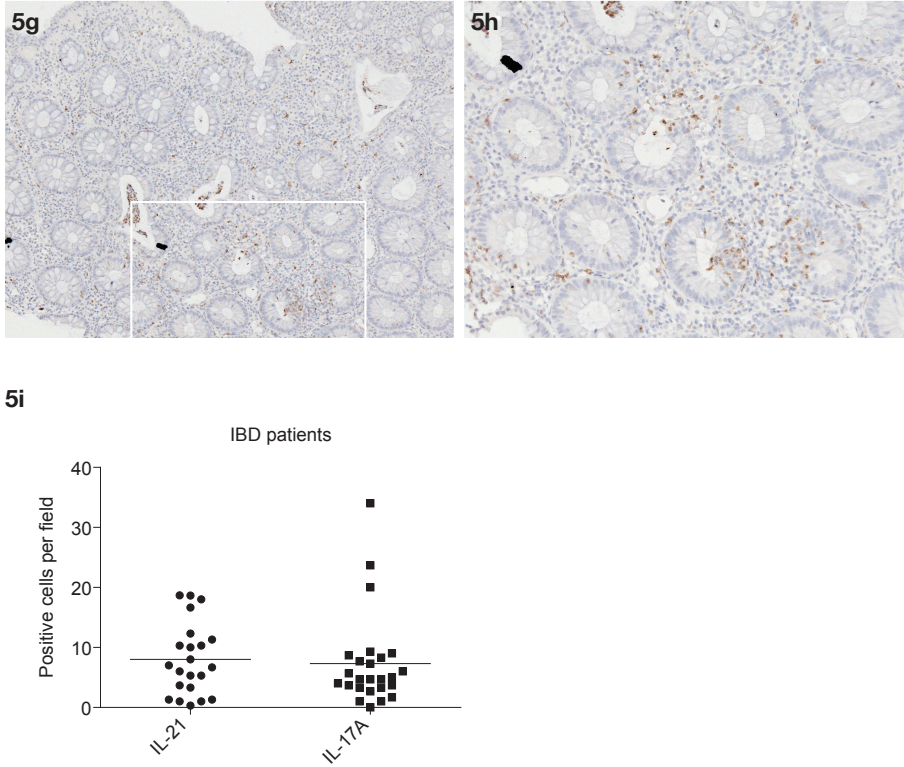 5g
5h
5i
IBD patients
40
30
20
10
0
Positive cells per field
IL-21
IL-17A